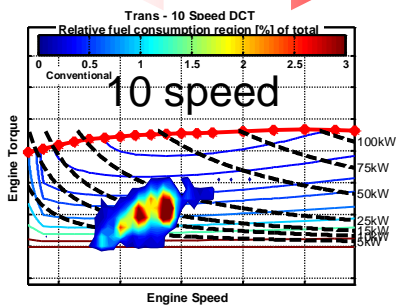 Trans - 10 Speed DCT
Relative fuel consumption region [%] of total
0 0.5 1 1.5 2 2.5 3
Conventional
10 speed
Engine Torque
100kW
75kW
50kW
25kW
15kW
5kW
Engine Speed